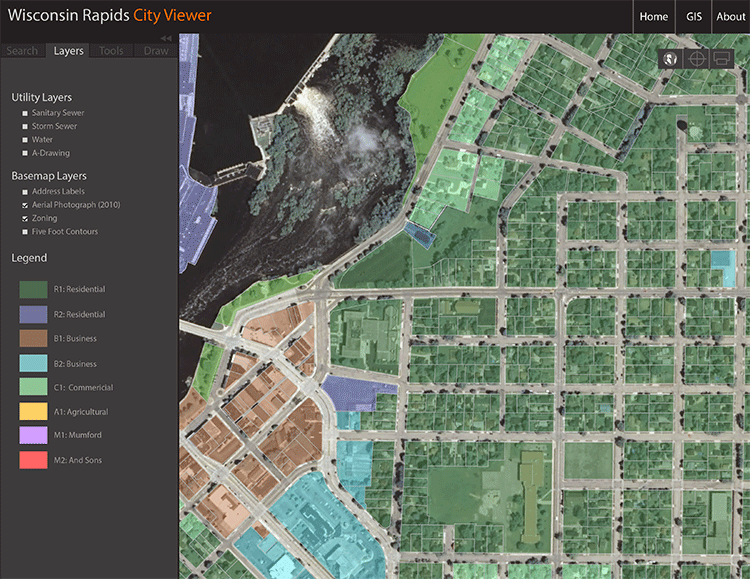 Wisconsin Rapids City Viewer
Home GIS About
Search Layers Tools Draw
Utility Layers
Sanitary Sewer
Storm Sewer
Water
A-Drawing
Basemap Layers
Address Labels
Aerial Photograph (2010)
Zoning
Five Foot Contours
Legend
R1: Residential
R2: Residential
B1: Business
B2: Business
C1: Commericial
A1: Agricultural
M1: Mumford
M2: And Sons